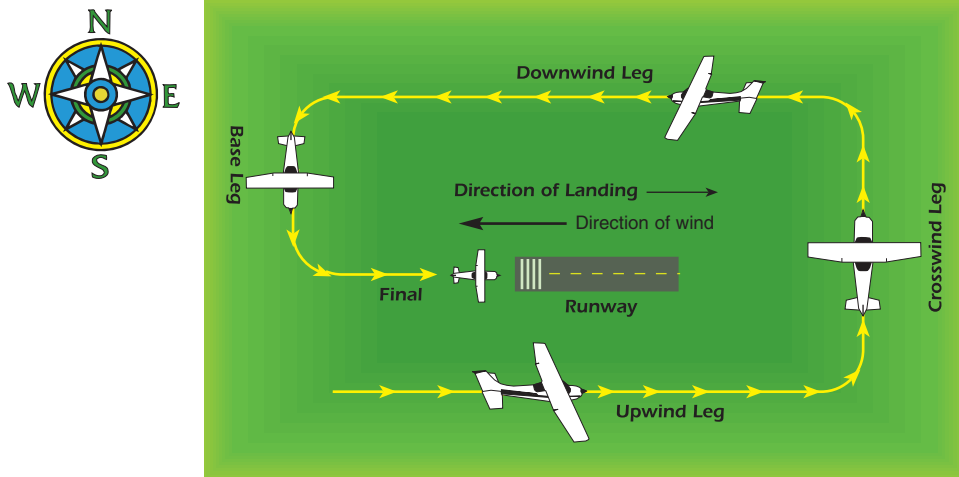 N
W
E
S
Downwind Leg
Base Leg
Direction of Landing
Direction of wind
Crosswind Leg
Final
Runway
Upwind Leg